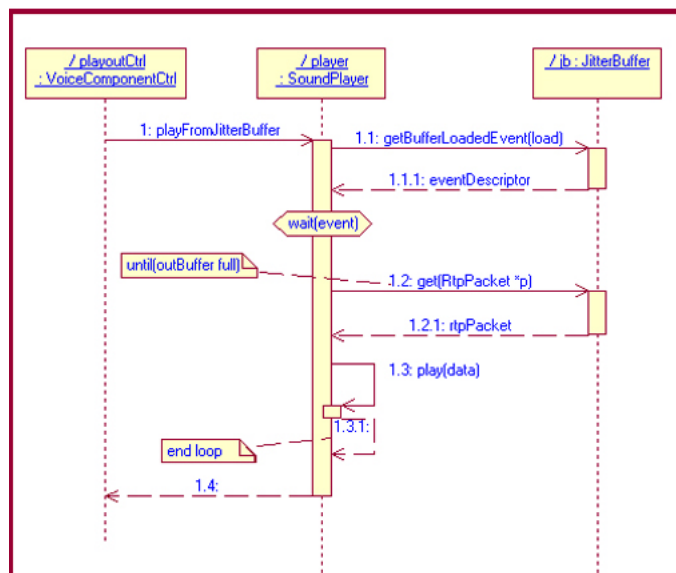 / playoutCtrl
: VoiceComponentCtrl
/ player
: SoundPlayer
/ jb : JitterBuffer
1: playFromJitterBuffer
1.1: getBufferLoadedEvent(load)
1.1.1: eventDescriptor
wait(event)
until(outBuffer full)
1.2: get(RtpPacket *p)
1.2.1: rtpPacket
1.3: play(data)
1.3.1:
end loop
1.4: